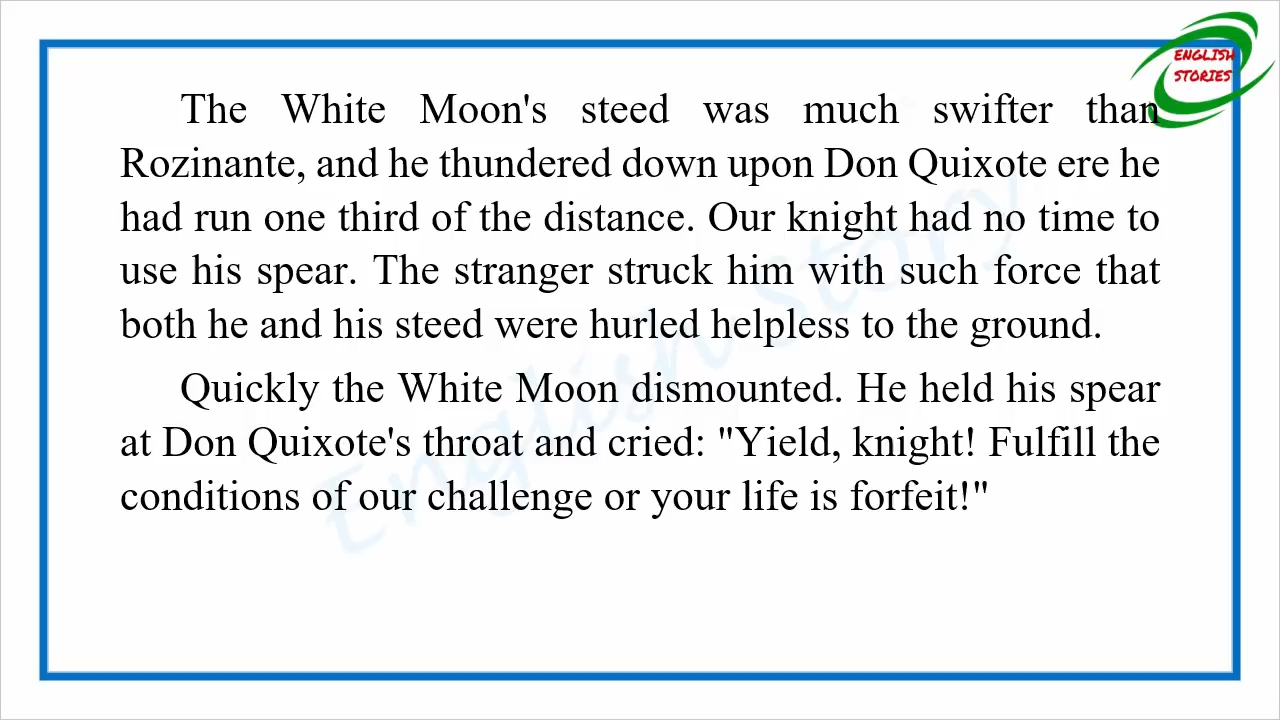 ENGLISH
STORIES
The White Moon's steed was much swifter than
Rozinante, and he thundered down upon Don Quixote ere he
had run one third of the distance. Our knight had no time to
use his spear. The stranger struck him with such force that
both he and his steed were hurled helpless to the ground.
Quickly the White Moon dismounted. He held his spear
at Don Quixote's throat and cried: "Yield, knight! Fulfill the
conditions of our challenge or your life is forfeit!"
English Story